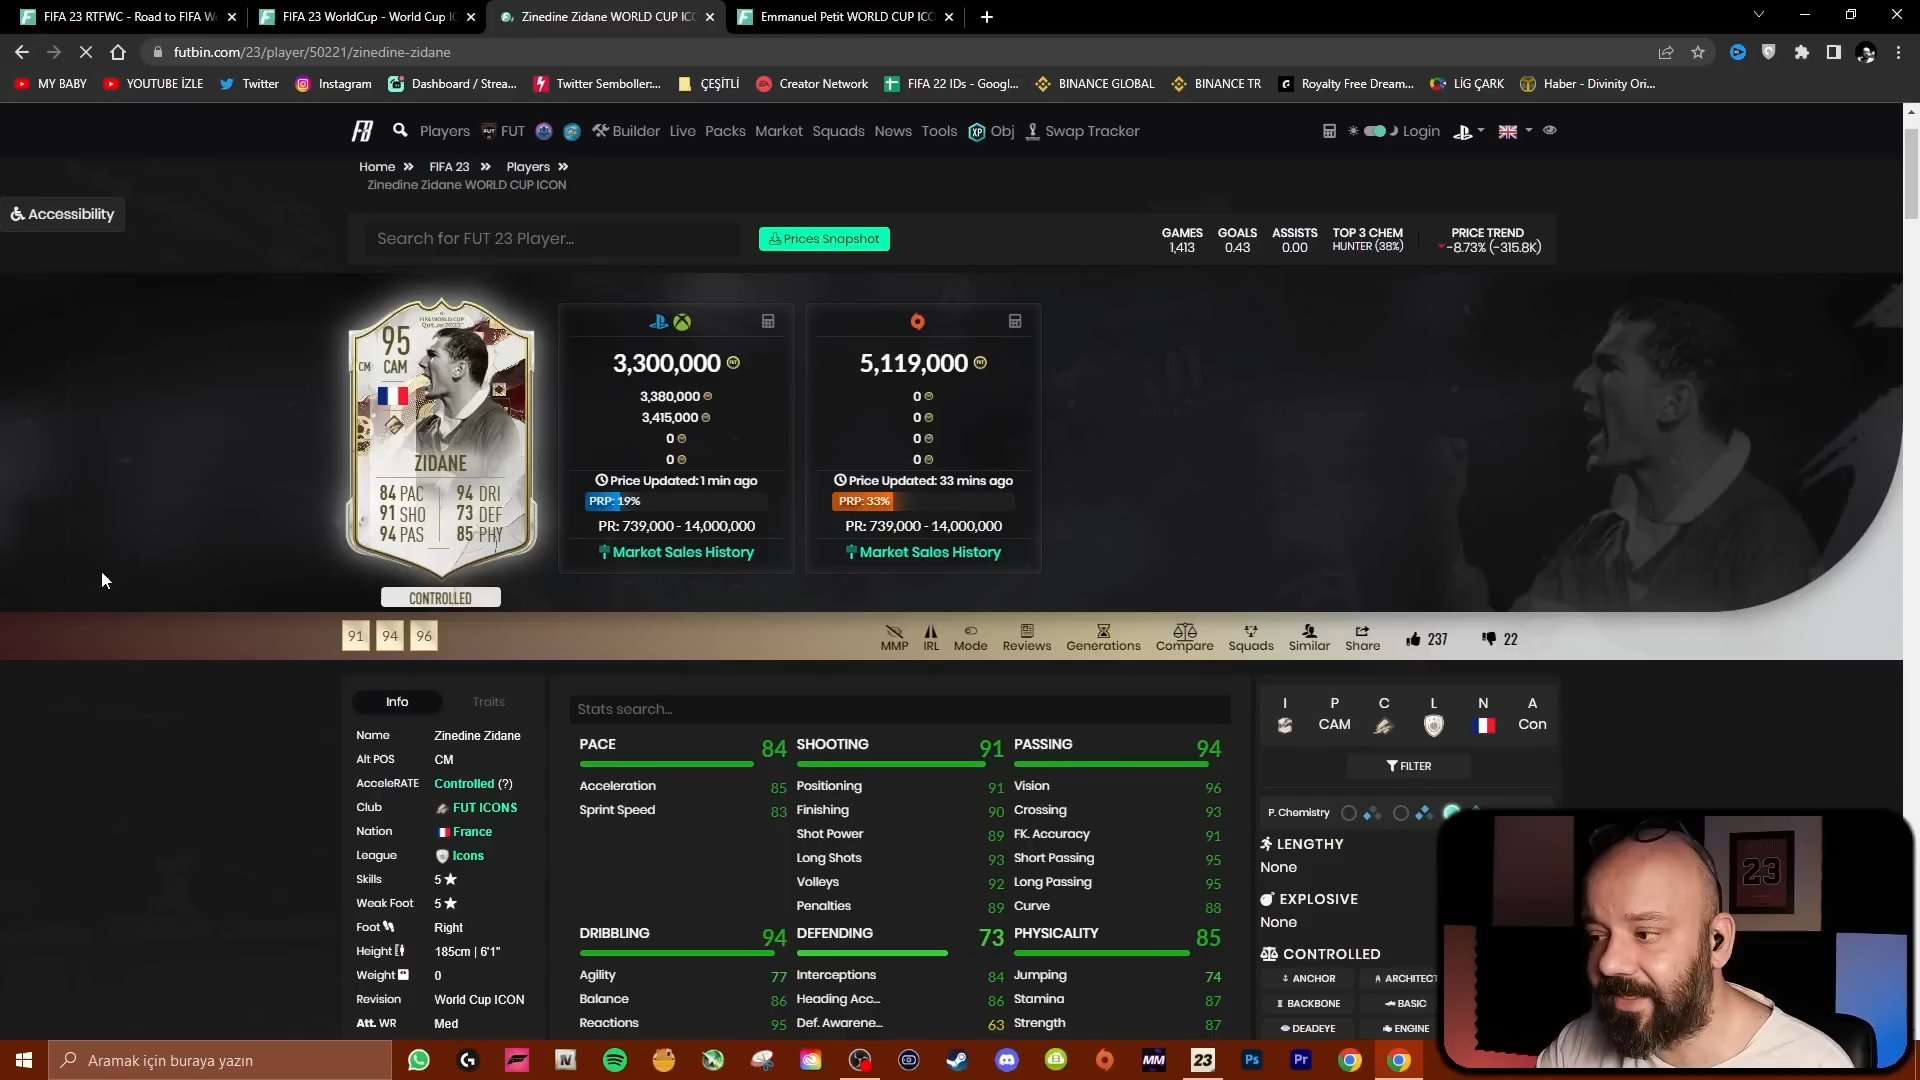 FIFA 23 RTFWC - Road to FIFA W
FIFA 23 WorldCup - World Cup IC
Zinedine Zidane WORLD CUP ICO
Emmanuel Petit WORLD CUP ICO
futbin.com/23/player/50221/zinedine-zidane
MY BABY
YOUTUBE İZLE
Twitter
Instagram
Dashboard / Strea...
Twitter Semboller:...
ÇEŞİTLİ
Creator Network
FIFA 22 IDs - Googl...
BINANCE GLOBAL
BINANCE TR
Royalty Free Dream...
LİG ÇARK
Haber - Divinity Ori...
Players
FUT
Builder
Live
Packs
Market
Squads
News
Tools
XP Obj
Swap Tracker
Login
Home » FIFA 23 » Players »
Zinedine Zidane WORLD CUP ICON
Accessibility
Search for FUT 23 Player...
Prices Snapshot
GAMES
1,413
GOALS
0.43
ASSISTS
0.00
TOP 3 CHEM
HUNTER (38%)
PRICE TREND
-8.73% (-315.8K)
FIFA WORLD CUP
Qatar2022
95
CAM
CM
ZIDANE
84 PAC
94 DRI
91 SHO
73 DEF
94 PAS
85 PHY
CONTROLLED
3,300,000
3,380,000
3,415,000
0
0
Price Updated: 1 min ago
PRP: 19%
PR: 739,000 - 14,000,000
Market Sales History
5,119,000
0
0
0
0
Price Updated: 33 mins ago
PRP: 33%
PR: 739,000 - 14,000,000
Market Sales History
91 94 96
MMP
IRL
Mode
Reviews
Generations
Compare
Squads
Similar
Share
237
22
Info
Traits
Name Zinedine Zidane
Alt POS CM
AcceleRATE Controlled (?)
Club FUT ICONS
Nation France
League Icons
Skills 5
Weak Foot 5
Foot Right
Height 185cm | 6'1"
Weight 0
Revision World Cup ICON
Att. WR Med
Stats search...
PACE 84
Acceleration 85
Sprint Speed 83
SHOOTING 91
Positioning 91
Finishing 90
Shot Power 89
Long Shots 93
Volleys 92
Penalties 89
PASSING 94
Vision 96
Crossing 93
FK. Accuracy 91
Short Passing 95
Long Passing 95
Curve 88
DRIBBLING 94
Agility 77
Balance 86
Reactions 95
DEFENDING 73
Interceptions 84
Heading Acc... 86
Def. Awarene... 63
PHYSICALITY 85
Jumping 74
Stamina 87
Strength 87
I P C L N A
CAM
Con
FILTER
P. Chemistry
LENGTHY
None
EXPLOSIVE
None
CONTROLLED
ANCHOR
ARCHITECT
BACKBONE
BASIC
DEADEYE
ENGINE
23
Aramak için buraya yazın
IV
MM
23
Ps
Pr